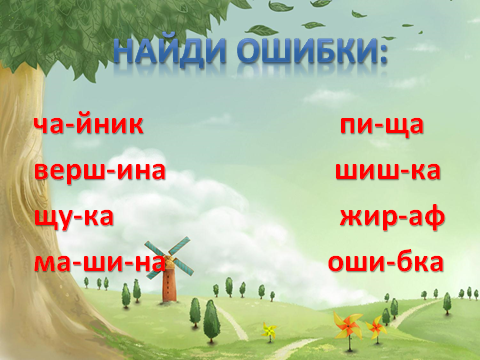 НАЙДИ ОШИБКИ:
ча-йник пи-ща
верш-ина шиш-ка
щу-ка жир-аф
ма-ши-на оши-бка